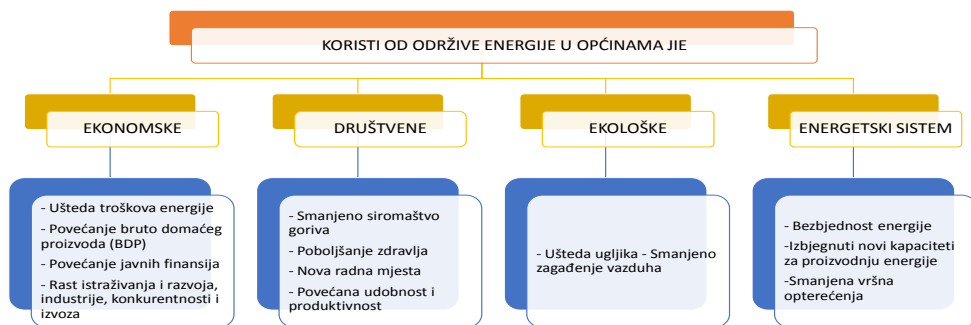 KORISTI OD ODRŽIVE ENERGIJE U OPĆINAMA JIE
EKONOMSKE
- Ušteda troškova energije
- Povećanje bruto domaćeg
proizvoda (BDP)
- Povećanje javnih finansija
- Rast istraživanja i razvoja,
industrije, konkurentnosti i
izvoza
DRUŠTVENE
- Smanjeno siromaštvo
goriva
- Poboljšanje zdravlja
- Nova radna mjesta
- Povećana udobnost i
produktivnost
EKOLOŠKE
- Ušteda ugljika - Smanjeno
zagađenje vazduha
ENERGETSKI SISTEM
- Bezbjednost energije
-Izbjegnuti novi kapaciteti
za proizvodnju energije
-Smanjena vršna
opterećenja